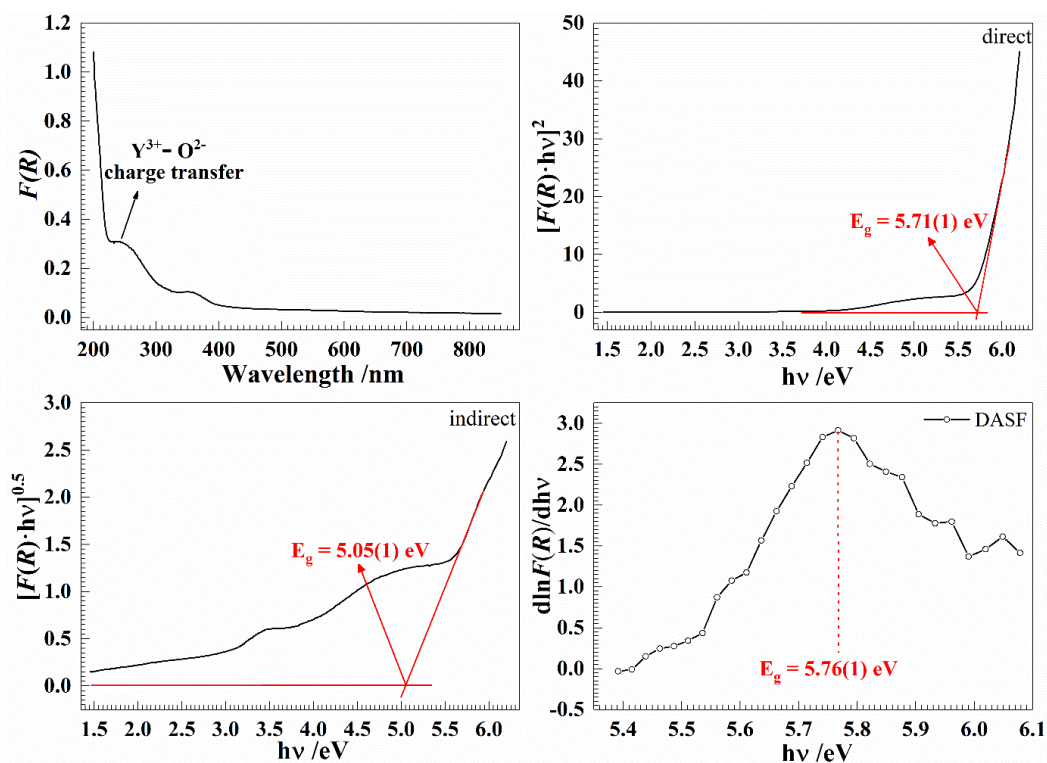 1.2
1.0
0.8
0.6
0.4
0.2
0.0
F(R)
Y³⁺− O²⁻
charge transfer
200 300 400 500 600 700 800
Wavelength /nm
50
40
30
20
10
0
[F(R)·hν]²
direct
E_g = 5.71(1) eV
1.5 2.0 2.5 3.0 3.5 4.0 4.5 5.0 5.5 6.0
hν /eV
3.0
2.5
2.0
1.5
1.0
0.5
0.0
[F(R)·hν]⁰·⁵
indirect
E_g = 5.05(1) eV
1.5 2.0 2.5 3.0 3.5 4.0 4.5 5.0 5.5 6.0
hν /eV
3.0
2.5
2.0
1.5
1.0
0.5
0.0
-0.5
dlnF(R)/dhν
DASF
E_g = 5.76(1) eV
5.4 5.5 5.6 5.7 5.8 5.9 6.0 6.1
hν /eV